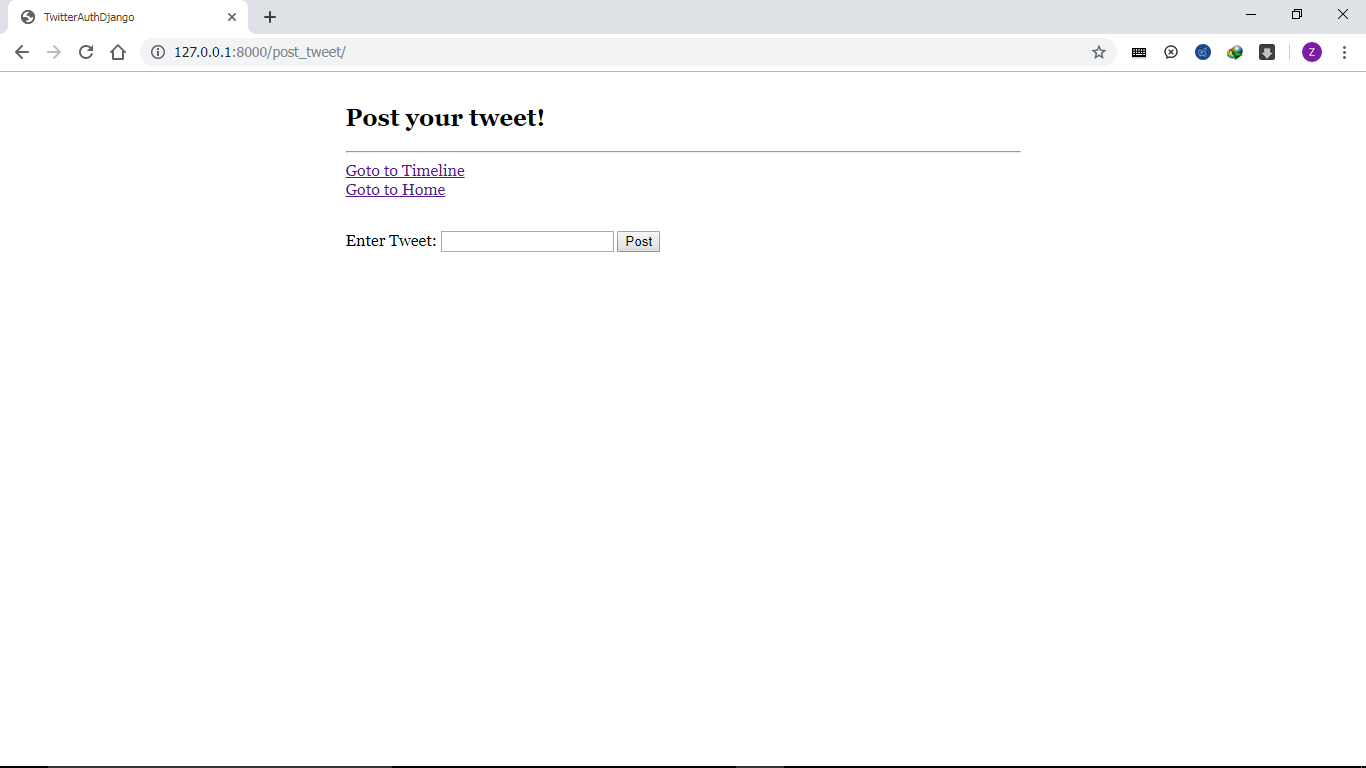 TwitterAuthDjango
127.0.0.1:8000/post_tweet/
Z
Post your tweet!
Goto to Timeline
Goto to Home
Enter Tweet: Post